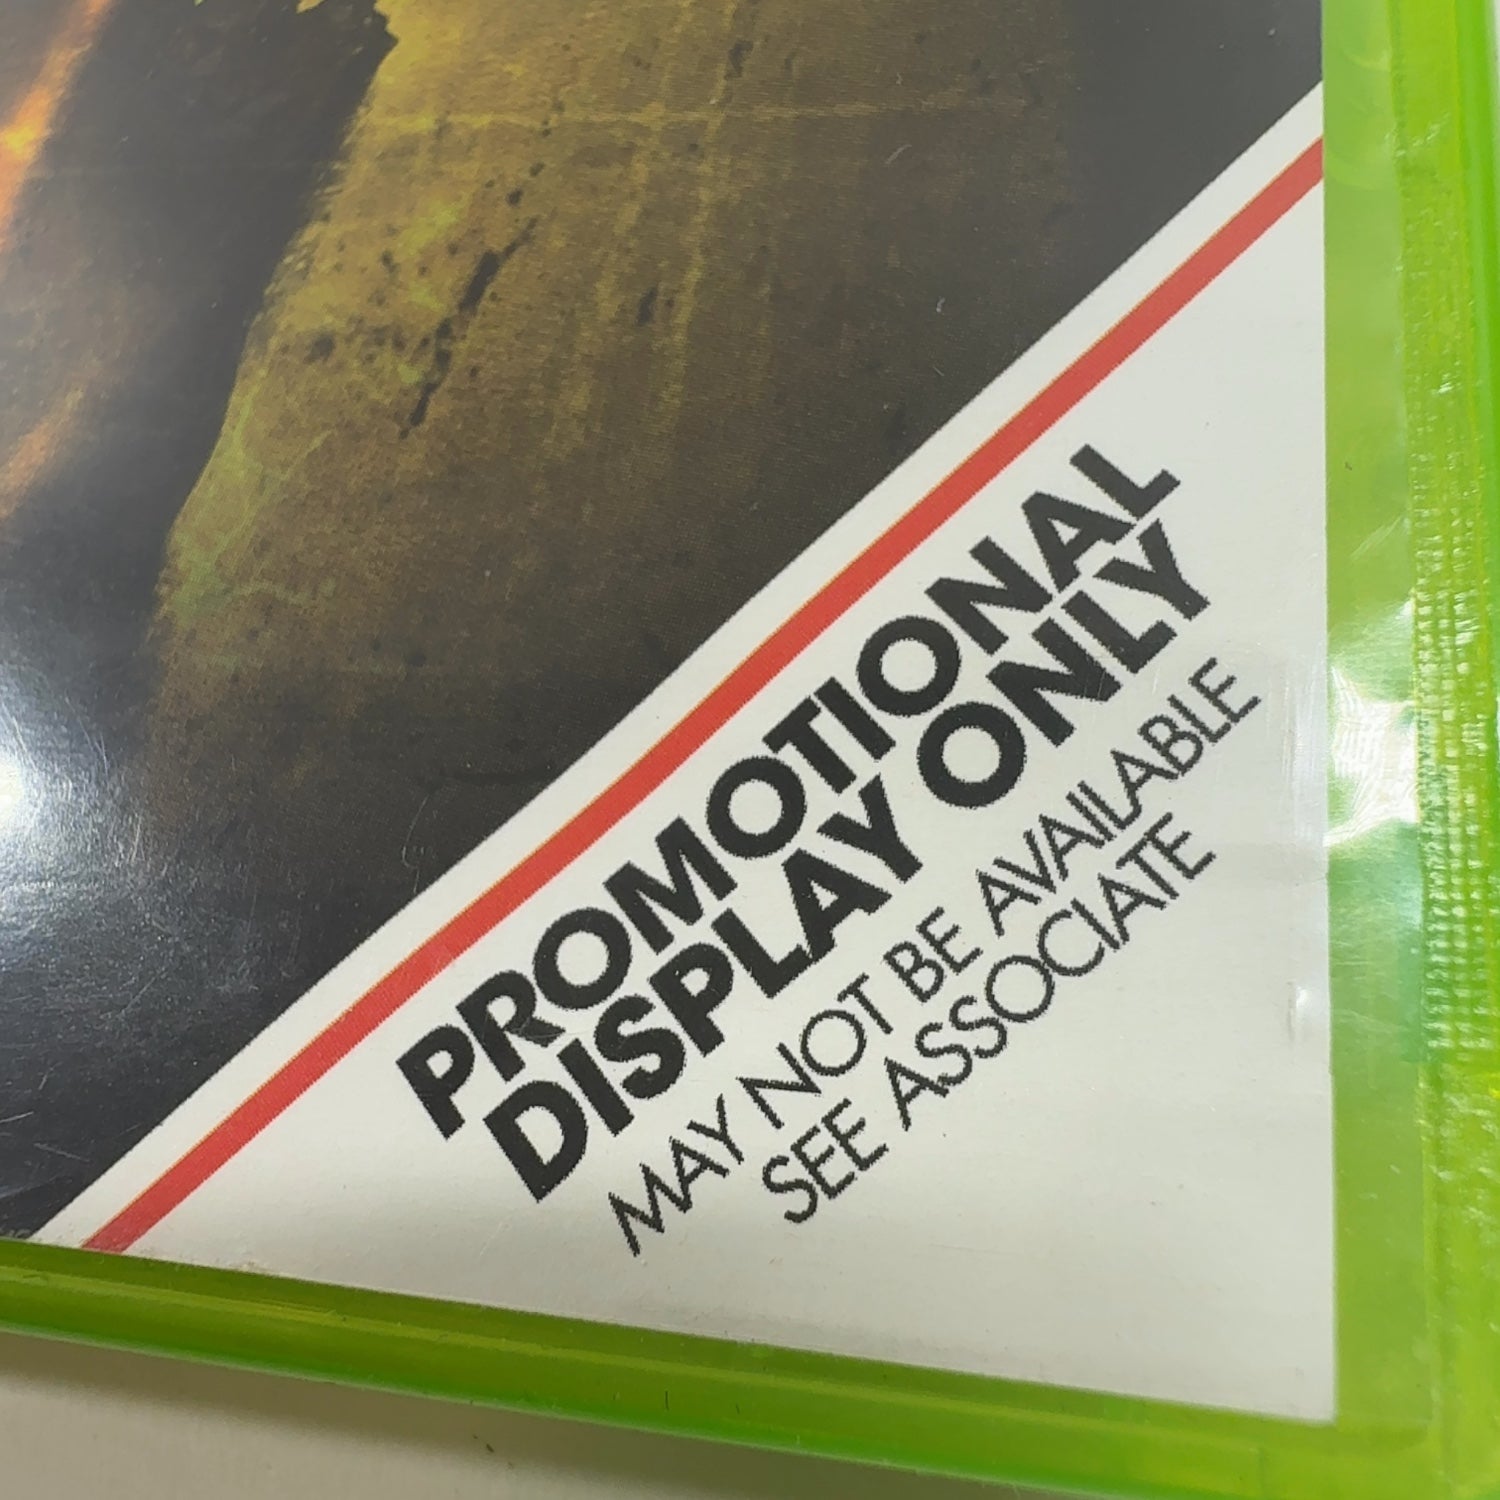 PROMOTIONAL
DISPLAY ONLY
MAY NOT BE AVAILABLE
SEE ASSOCIATE